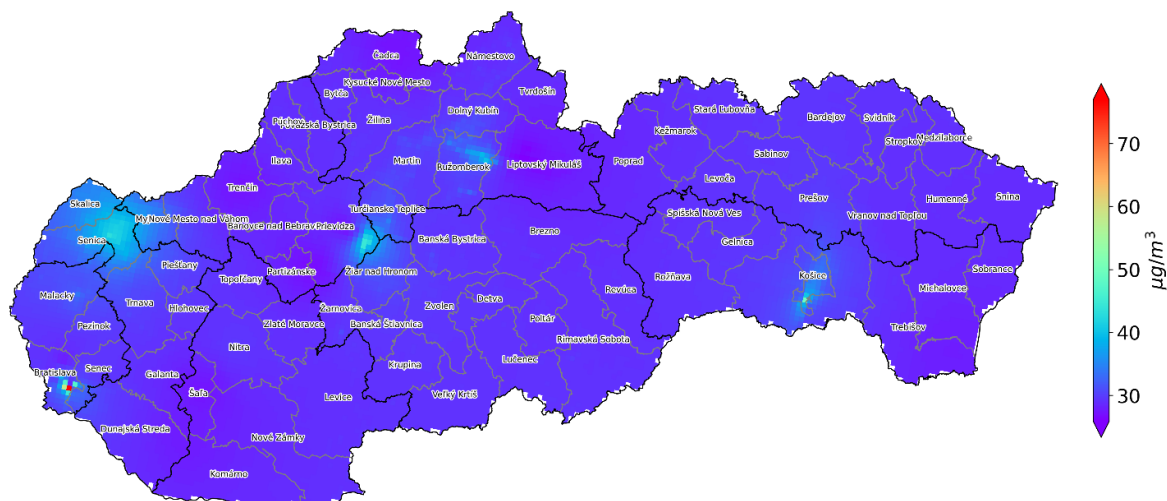 Čadca
Námestovo
Kysucké Nové Mesto
Bytča
Tvrdošín
Dolný Kubín
Púchov
Považská Bystrica
Žilina
Stará Ľubovňa
Kežmarok
Bardejov
Svidník
Medzilaborce
Stropkov
Ilava
Martin
Ružomberok
Liptovský Mikuláš
Poprad
Sabinov
Levoča
Trenčín
Prešov
Humenné
Snina
Skalica
Turčianske Teplice
Spišská Nová Ves
Vranov nad Topľou
My
Nové Mesto nad Váhom
Bánovce nad Bebrav
Prievidza
Brezno
Senica
Banská Bystrica
Gelnica
Piešťany
Partizánske
Žiar nad Hronom
Rožňava
Košice
Sobrance
Topoľčany
Michalovce
Malacky
Trnava
Hlohovec
Žarnovica
Zvolen
Detva
Revúca
Pezinok
Zlaté Moravce
Banská Štiavnica
Poltár
Trebišov
Nitra
Rimavská Sobota
Bratislava
Senec
Galanta
Krupina
Lučenec
Šaľa
Levice
Veľký Krtíš
Dunajská Streda
Nové Zámky
Komárno
70
60
50
40
30
µg/m³